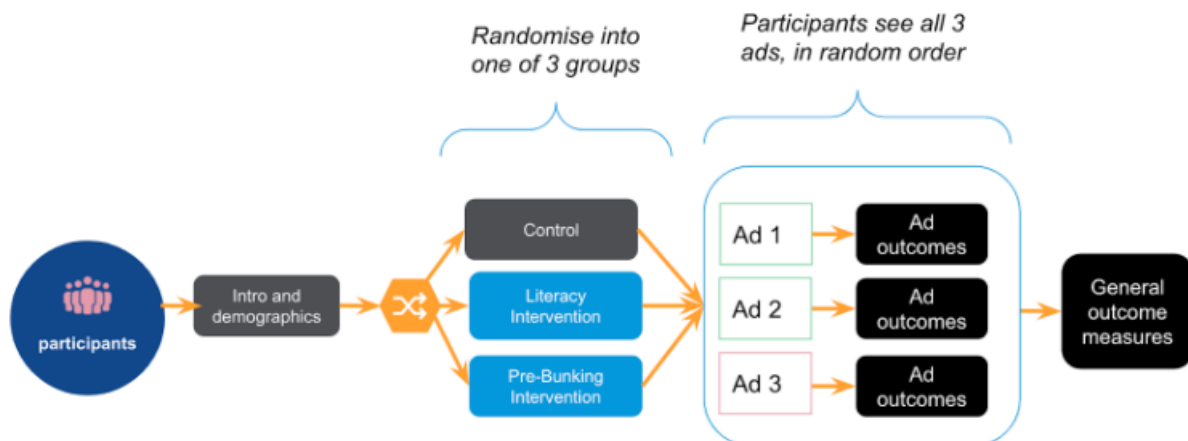 Randomise into
one of 3 groups
Participants see all 3
ads, in random order
participants
Intro and
demographics
Control
Literacy
Intervention
Pre-Bunking
Intervention
Ad 1
Ad
outcomes
Ad 2
Ad
outcomes
Ad 3
Ad
outcomes
General
outcome
measures